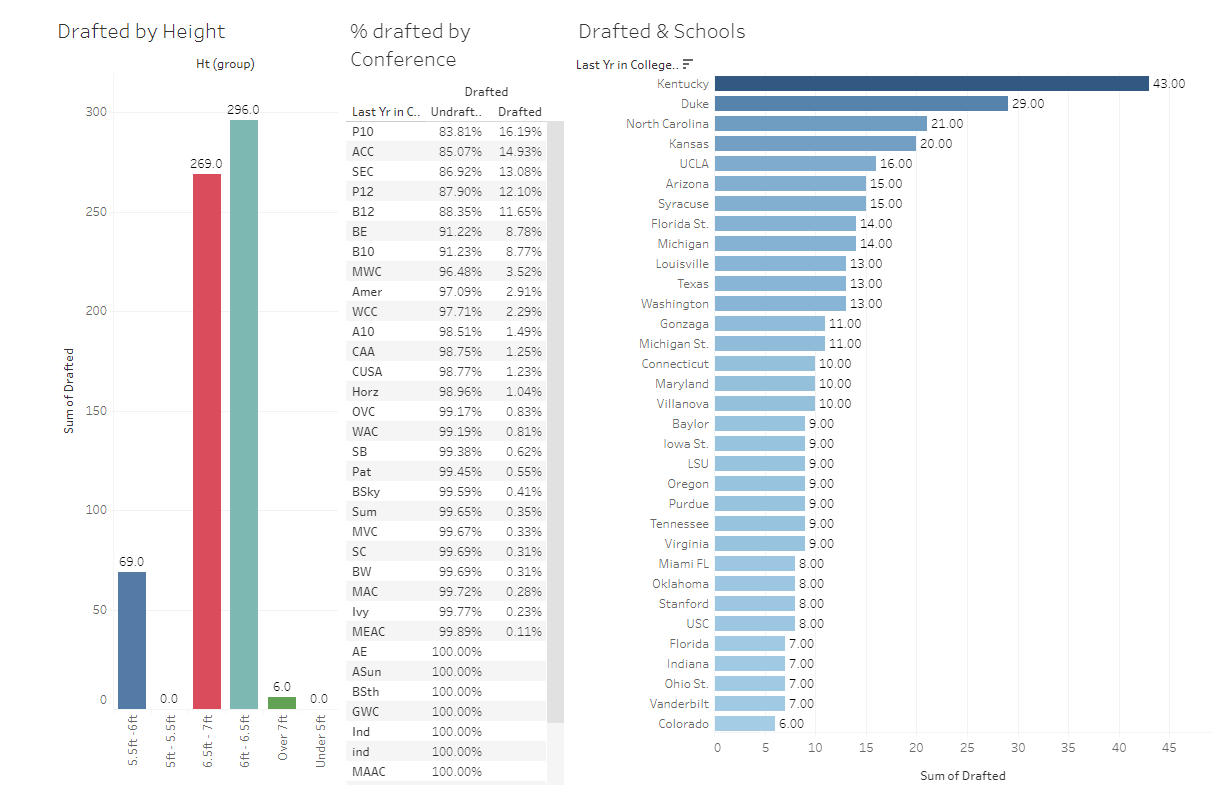 Drafted by Height
Ht (group)
Sum of Drafted
300
250
200
150
100
50
0
69.0
0.0
269.0
296.0
6.0
0.0
5.5ft -6ft
5ft - 5.5ft
6.5ft - 7ft
6ft - 6.5ft
Over 7ft
Under 5ft
% drafted by
Conference
Drafted
Last Yr in C.. Undraft.. Drafted
P10 83.81% 16.19%
ACC 85.07% 14.93%
SEC 86.92% 13.08%
P12 87.90% 12.10%
B12 88.35% 11.65%
BE 91.22% 8.78%
B10 91.23% 8.77%
MWC 96.48% 3.52%
Amer 97.09% 2.91%
WCC 97.71% 2.29%
A10 98.51% 1.49%
CAA 98.75% 1.25%
CUSA 98.77% 1.23%
Horz 98.96% 1.04%
OVC 99.17% 0.83%
WAC 99.19% 0.81%
SB 99.38% 0.62%
Pat 99.45% 0.55%
BSky 99.59% 0.41%
Sum 99.65% 0.35%
MVC 99.67% 0.33%
SC 99.69% 0.31%
BW 99.69% 0.31%
MAC 99.72% 0.28%
Ivy 99.77% 0.23%
MEAC 99.89% 0.11%
AE 100.00%
ASun 100.00%
BSth 100.00%
GWC 100.00%
Ind 100.00%
ind 100.00%
MAAC 100.00%
Drafted & Schools
Last Yr in College..
Kentucky 43.00
Duke 29.00
North Carolina 21.00
Kansas 20.00
UCLA 16.00
Arizona 15.00
Syracuse 15.00
Florida St. 14.00
Michigan 14.00
Louisville 13.00
Texas 13.00
Washington 13.00
Gonzaga 11.00
Michigan St. 11.00
Connecticut 10.00
Maryland 10.00
Villanova 10.00
Baylor 9.00
Iowa St. 9.00
LSU 9.00
Oregon 9.00
Purdue 9.00
Tennessee 9.00
Virginia 9.00
Miami FL 8.00
Oklahoma 8.00
Stanford 8.00
USC 8.00
Florida 7.00
Indiana 7.00
Ohio St. 7.00
Vanderbilt 7.00
Colorado 6.00
0 5 10 15 20 25 30 35 40 45
Sum of Drafted